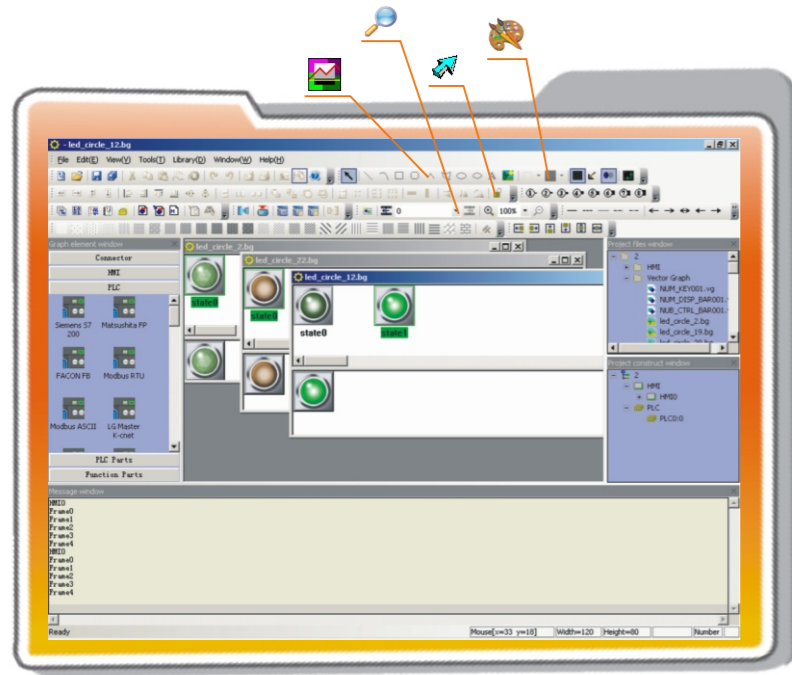 - led_circle_12.bg
File Edit(E) View(V) Tools(T) Library(D) Window(W) Help(H)
0
100%
Graph element window
Connector
HMI
PLC
Siemens S7 200
Matsushita FP
FACON FB
Modbus RTU
Modbus ASCII
LG Master K-cnet
PLC Parts
Function Parts
led_circle_2.bg
state0
led_circle_22.bg
state0
led_circle_12.bg
state0
state1
Project files window
2
HMI
Vector Graph
NUM_KEY001.vg
NUM_DISP_BAR001.
NUB_CTRL_BAR001.
led_circle_2.bg
led_circle_19.bg
led_circle_20.bg
Project construct window
2
HMI
HMI0
PLC
PLC0:0
Message window
HMI0
Frame0
Frame1
Frame2
Frame3
Frame4
HMI0
Frame0
Frame1
Frame2
Frame3
Frame4
Ready
Mouse[x=33 y=18] Width=120 Height=80 Number